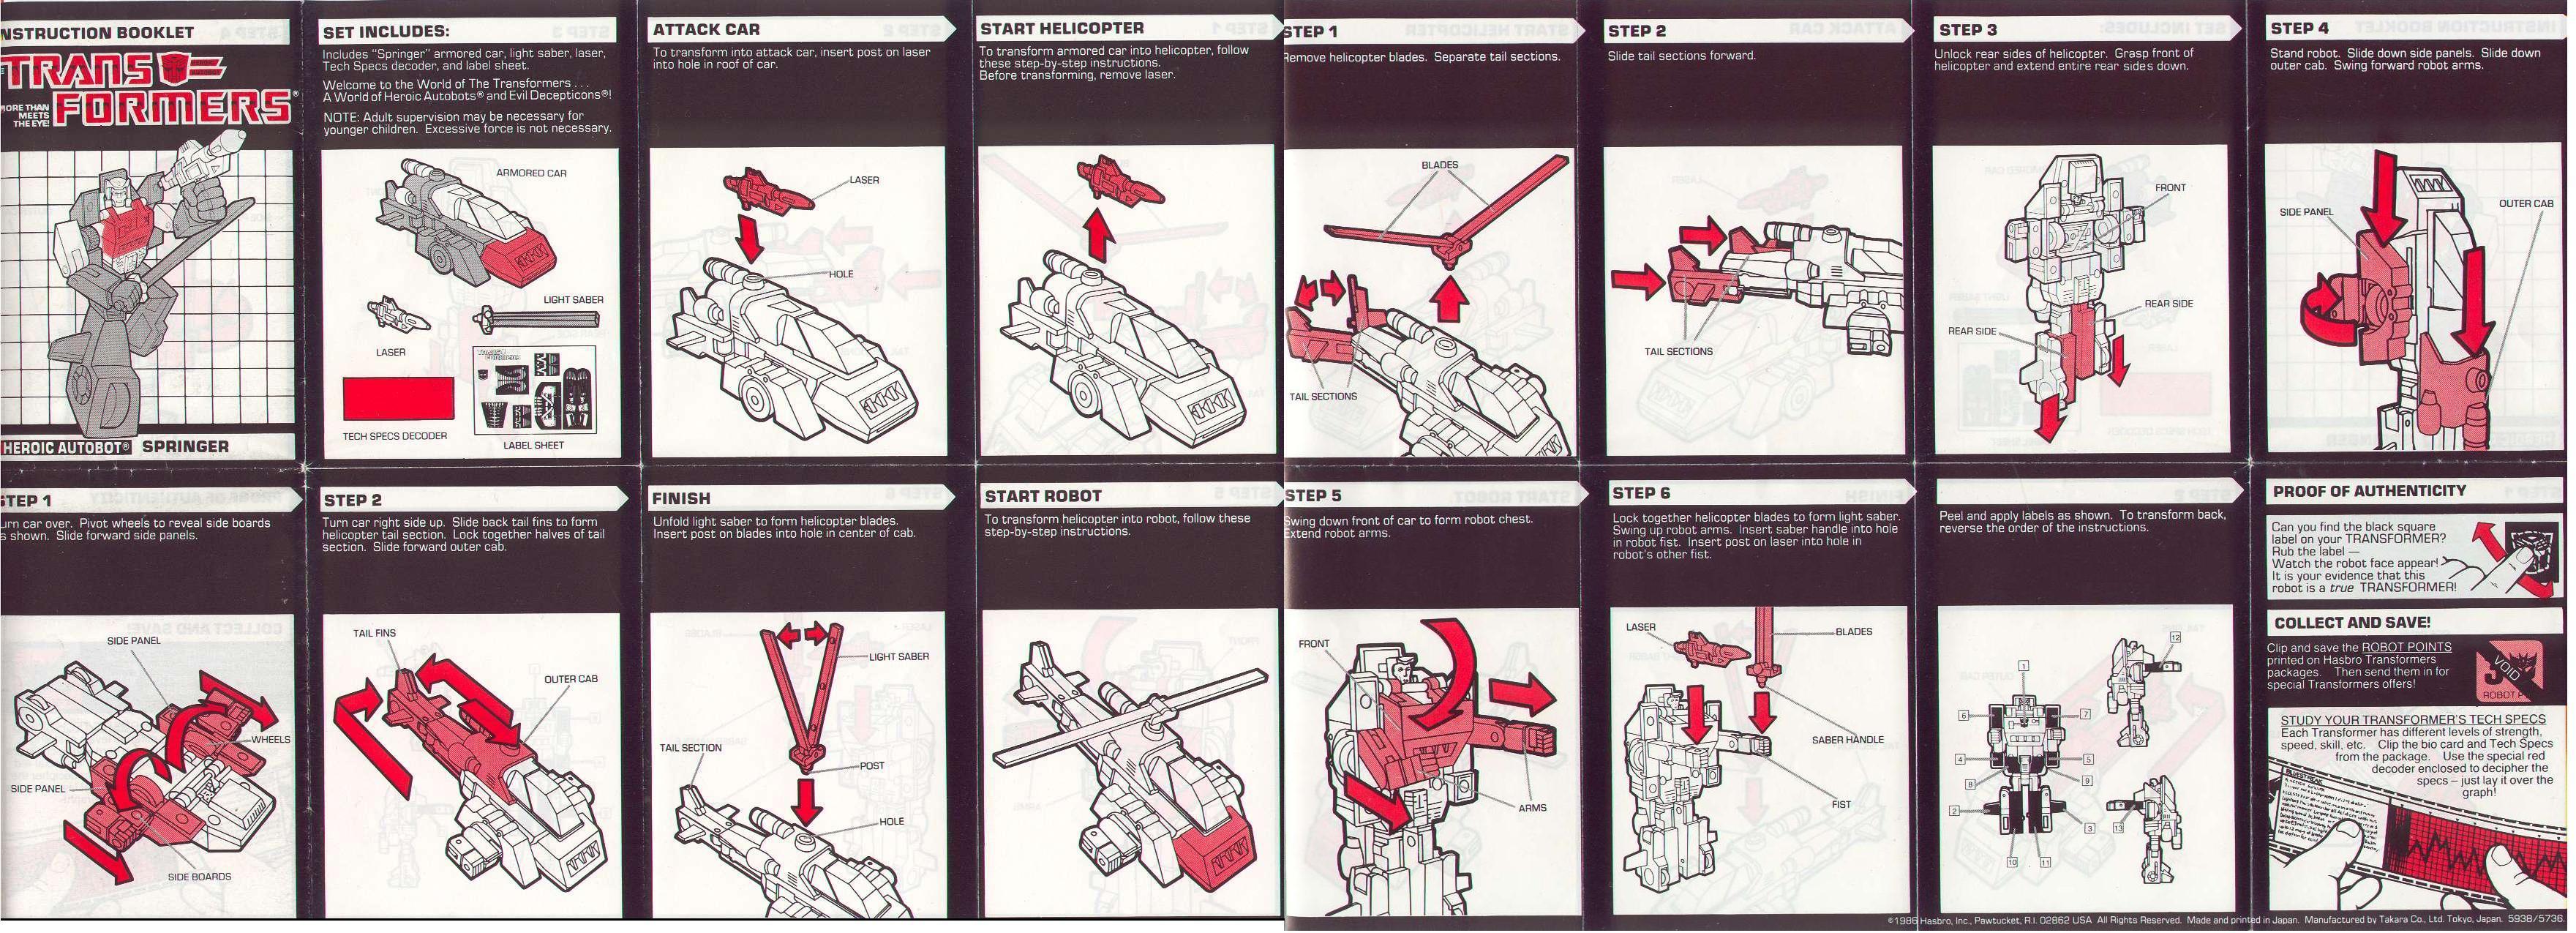 INSTRUCTION BOOKLET
TRANSFORMERS®
MORE THAN
MEETS
THE EYE!
HEROIC AUTOBOT® SPRINGER
SET INCLUDES:
Includes "Springer" armored car, light saber, laser,
Tech Specs decoder, and label sheet.
Welcome to the World of The Transformers . . .
A World of Heroic Autobots® and Evil Decepticons®!
NOTE: Adult supervision may be necessary for
younger children. Excessive force is not necessary.
ARMORED CAR
LIGHT SABER
LASER
TECH SPECS DECODER
LABEL SHEET
ATTACK CAR
To transform into attack car, insert post on laser
into hole in roof of car.
LASER
HOLE
START HELICOPTER
To transform armored car into helicopter, follow
these step-by-step instructions.
Before transforming, remove laser.
STEP 1
Remove helicopter blades. Separate tail sections.
BLADES
TAIL SECTIONS
STEP 2
Slide tail sections forward.
TAIL SECTIONS
STEP 3
Unlock rear sides of helicopter. Grasp front of
helicopter and extend entire rear sides down.
FRONT
REAR SIDE
REAR SIDE
STEP 4
Stand robot. Slide down side panels. Slide down
outer cab. Swing forward robot arms.
SIDE PANEL
OUTER CAB
STEP 1
Turn car over. Pivot wheels to reveal side boards
as shown. Slide forward side panels.
SIDE PANEL
WHEELS
SIDE PANEL
SIDE BOARDS
STEP 2
Turn car right side up. Slide back tail fins to form
helicopter tail section. Lock together halves of tail
section. Slide forward outer cab.
TAIL FINS
OUTER CAB
FINISH
Unfold light saber to form helicopter blades.
Insert post on blades into hole in center of cab.
LIGHT SABER
TAIL SECTION
POST
HOLE
START ROBOT
To transform helicopter into robot, follow these
step-by-step instructions.
STEP 5
Swing down front of car to form robot chest.
Extend robot arms.
FRONT
ARMS
STEP 6
Lock together helicopter blades to form light saber.
Swing up robot arms. Insert saber handle into hole
in robot fist. Insert post on laser into hole in
robot's other fist.
LASER
BLADES
SABER HANDLE
FIST
Peel and apply labels as shown. To transform back,
reverse the order of the instructions.
12
1
6
7
4
5
8
9
2
3
13
10
11
PROOF OF AUTHENTICITY
Can you find the black square
label on your TRANSFORMER?
Rub the label —
Watch the robot face appear!
It is your evidence that this
robot is a true TRANSFORMER!
COLLECT AND SAVE!
Clip and save the ROBOT POINTS
printed on Hasbro Transformers
packages. Then send them in for
special Transformers offers!
VOID
ROBOT
STUDY YOUR TRANSFORMER'S TECH SPECS
Each Transformer has different levels of strength,
speed, skill, etc. Clip the bio card and Tech Specs
from the package. Use the special red
decoder enclosed to decipher the
specs – just lay it over the
graph!
©1986 Hasbro, Inc., Pawtucket, R.I. 02862 USA All Rights Reserved. Made and printed in Japan. Manufactured by Takara Co., Ltd. Tokyo, Japan. 5938/5736.